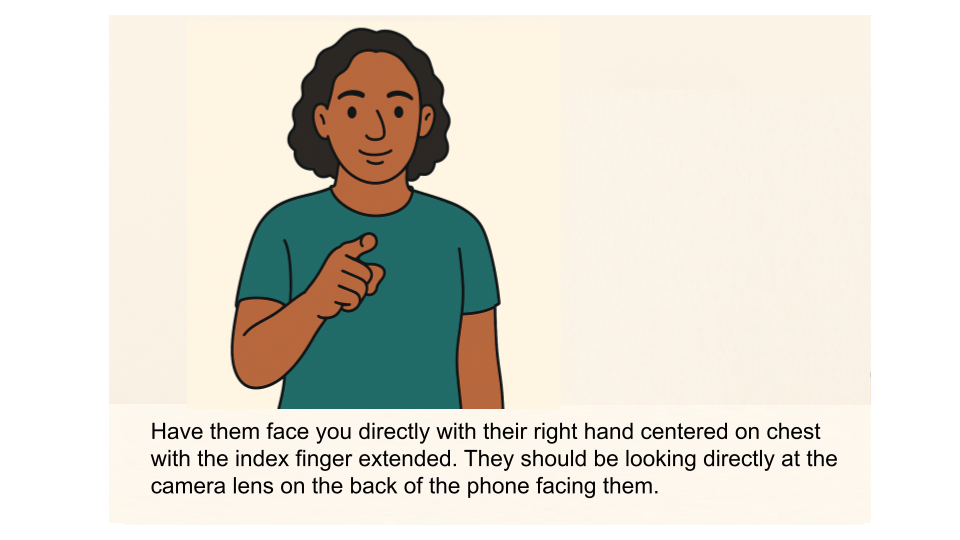 Have them face you directly with their right hand centered on chest
with the index finger extended. They should be looking directly at the
camera lens on the back of the phone facing them.